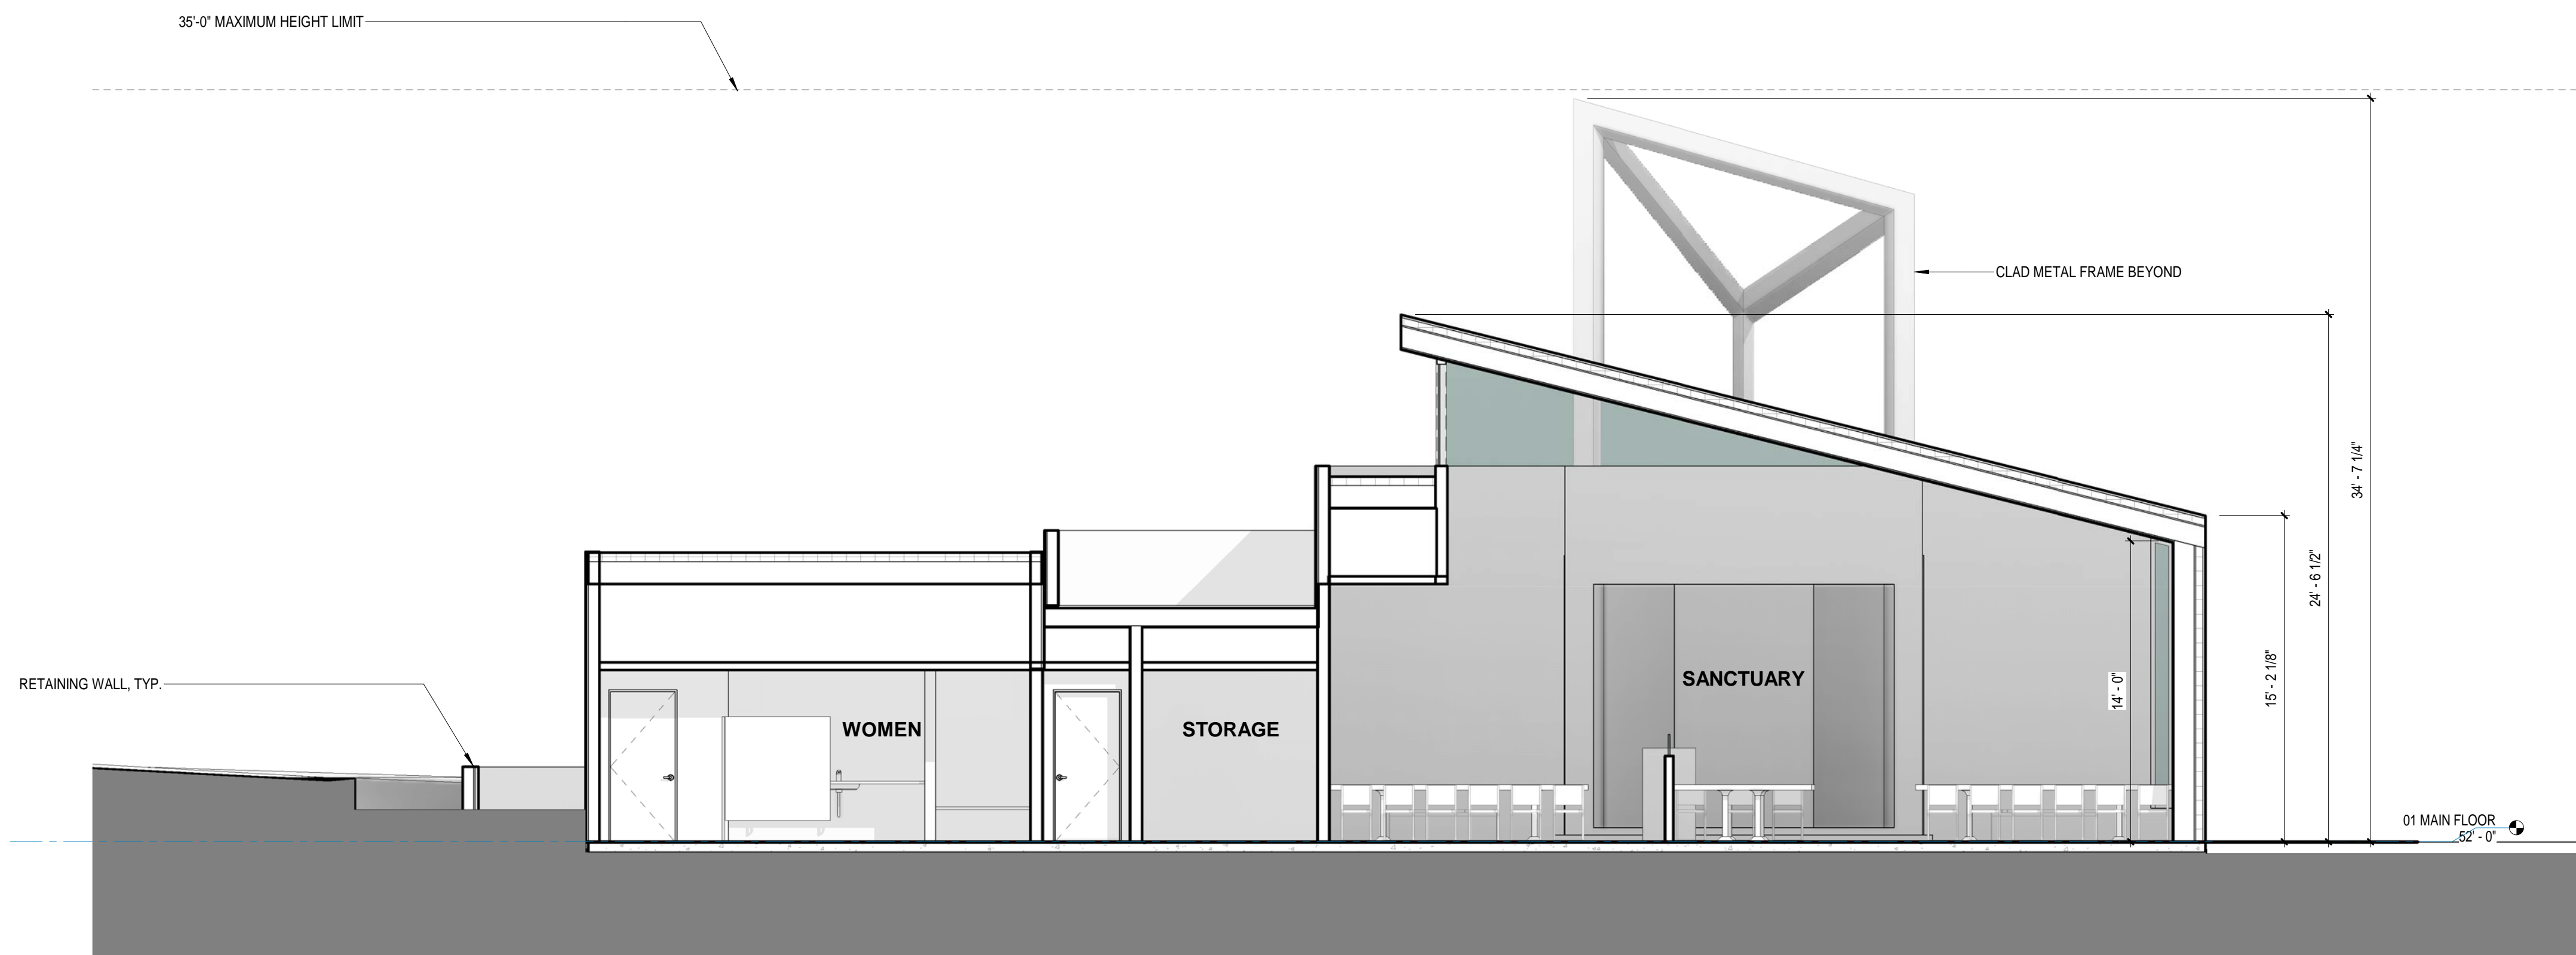 35'-0" MAXIMUM HEIGHT LIMIT
CLAD METAL FRAME BEYOND
34' - 7 1/4"
24' - 6 1/2"
15' - 2 1/8"
14' - 0"
RETAINING WALL, TYP.
WOMEN
STORAGE
SANCTUARY
01 MAIN FLOOR
52' - 0"